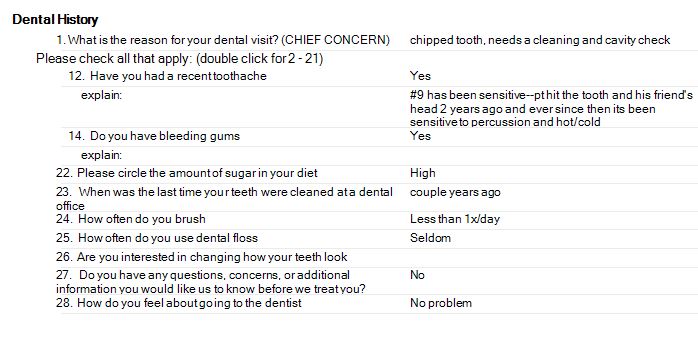 Dental History
1. What is the reason for your dental visit? (CHIEF CONCERN) chipped tooth, needs a cleaning and cavity check
Please check all that apply: (double click for 2 - 21)
12. Have you had a recent toothache Yes
explain: #9 has been sensitive--pt hit the tooth and his friend's
head 2 years ago and ever since then its been
sensitive to percussion and hot/cold
14. Do you have bleeding gums Yes
explain:
22. Please circle the amount of sugar in your diet High
23. When was the last time your teeth were cleaned at a dental couple years ago
office
24. How often do you brush Less than 1x/day
25. How often do you use dental floss Seldom
26. Are you interested in changing how your teeth look
27. Do you have any questions, concerns, or additional No
information you would like us to know before we treat you?
28. How do you feel about going to the dentist No problem